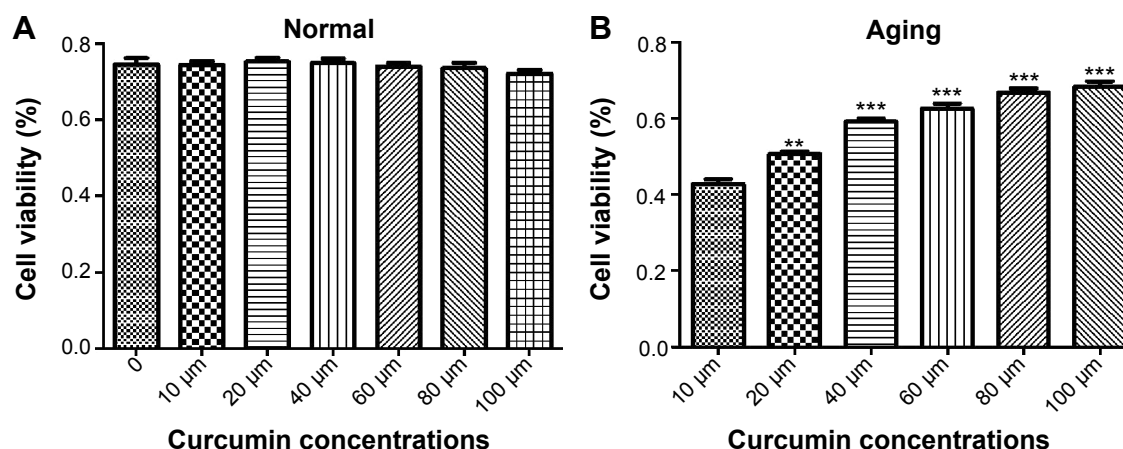 A
Normal
Cell viability (%)
0.8
0.6
0.4
0.2
0.0
0
10 µm
20 µm
40 µm
60 µm
80 µm
100 µm
Curcumin concentrations
B
Aging
Cell viability (%)
0.8
0.6
0.4
0.2
0.0
**
***
***
***
***
10 µm
20 µm
40 µm
60 µm
80 µm
100 µm
Curcumin concentrations